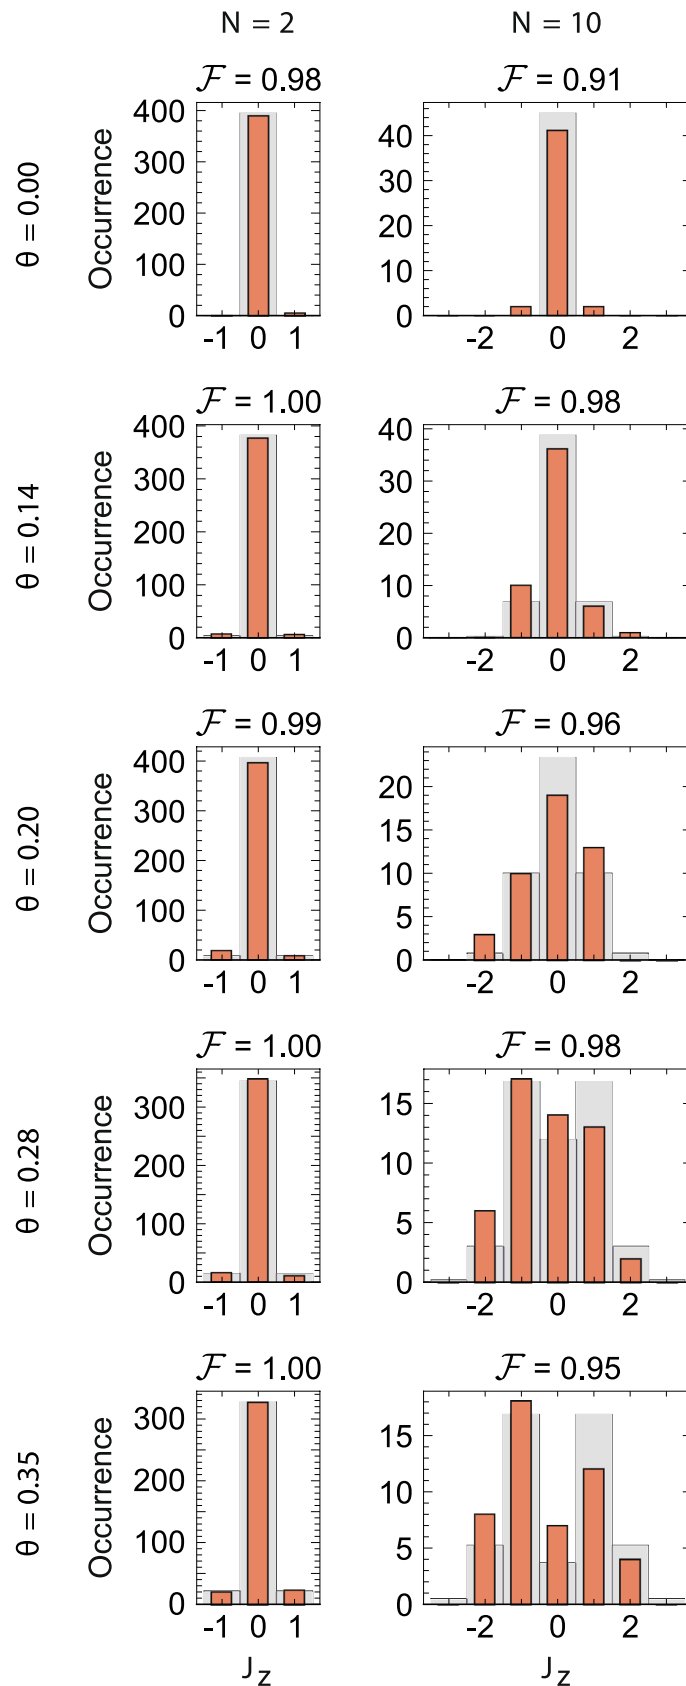 N = 2
N = 10
θ = 0.00
Occurrence
ℱ = 0.98
400
300
200
100
0
-1 0 1
ℱ = 0.91
40
30
20
10
0
-2 0 2
θ = 0.14
Occurrence
ℱ = 1.00
400
300
200
100
0
-1 0 1
ℱ = 0.98
40
30
20
10
0
-2 0 2
θ = 0.20
Occurrence
ℱ = 0.99
400
300
200
100
0
-1 0 1
ℱ = 0.96
20
15
10
5
0
-2 0 2
θ = 0.28
Occurrence
ℱ = 1.00
300
200
100
0
-1 0 1
ℱ = 0.98
15
10
5
0
-2 0 2
θ = 0.35
Occurrence
ℱ = 1.00
300
200
100
0
-1 0 1
J_z
ℱ = 0.95
15
10
5
0
-2 0 2
J_z